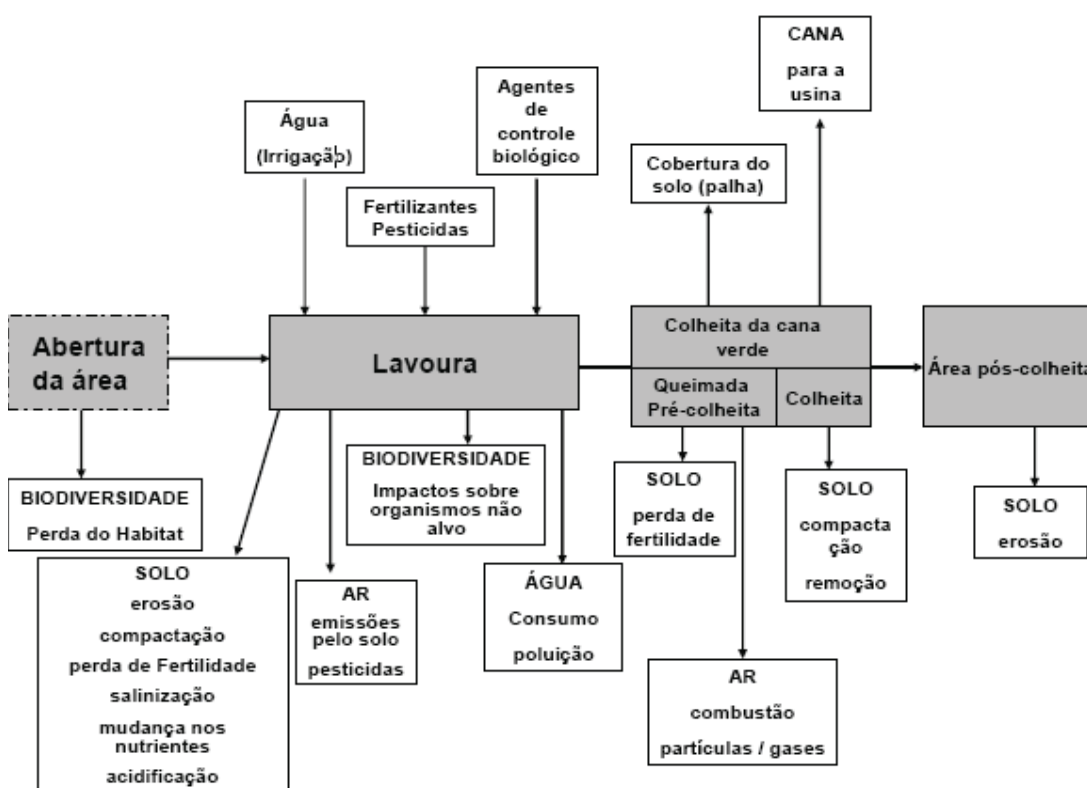 CANA
para a
usina
Agentes
de
controle
biológico
Água
(Irrigação)
Cobertura do
solo (palha)
Fertilizantes
Pesticidas
Abertura
da área
Lavoura
Colheita da cana
verde
Queimada
Pré-colheita
Colheita
Área pós-colheita
BIODIVERSIDADE
Perda do Habitat
BIODIVERSIDADE
Impactos sobre
organismos não
alvo
SOLO
perda de
fertilidade
SOLO
compacta
ção
remoção
SOLO
erosão
SOLO
erosão
compactação
perda de Fertilidade
salinização
mudança nos
nutrientes
acidificação
AR
emissões
pelo solo
pesticidas
ÁGUA
Consumo
poluição
AR
combustão
partículas / gases